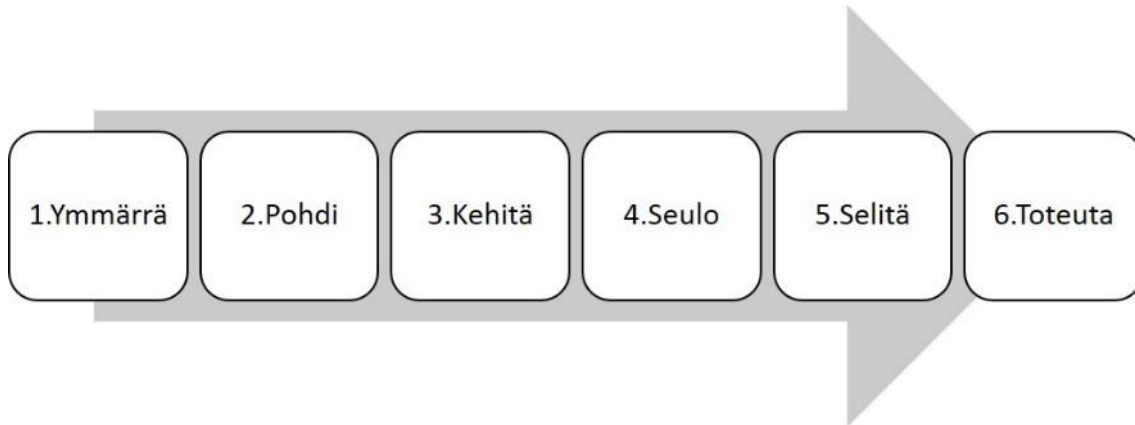 1.Ymmärrä
2.Pohdi
3.Kehitä
4.Seulo
5.Selitä
6.Toteuta